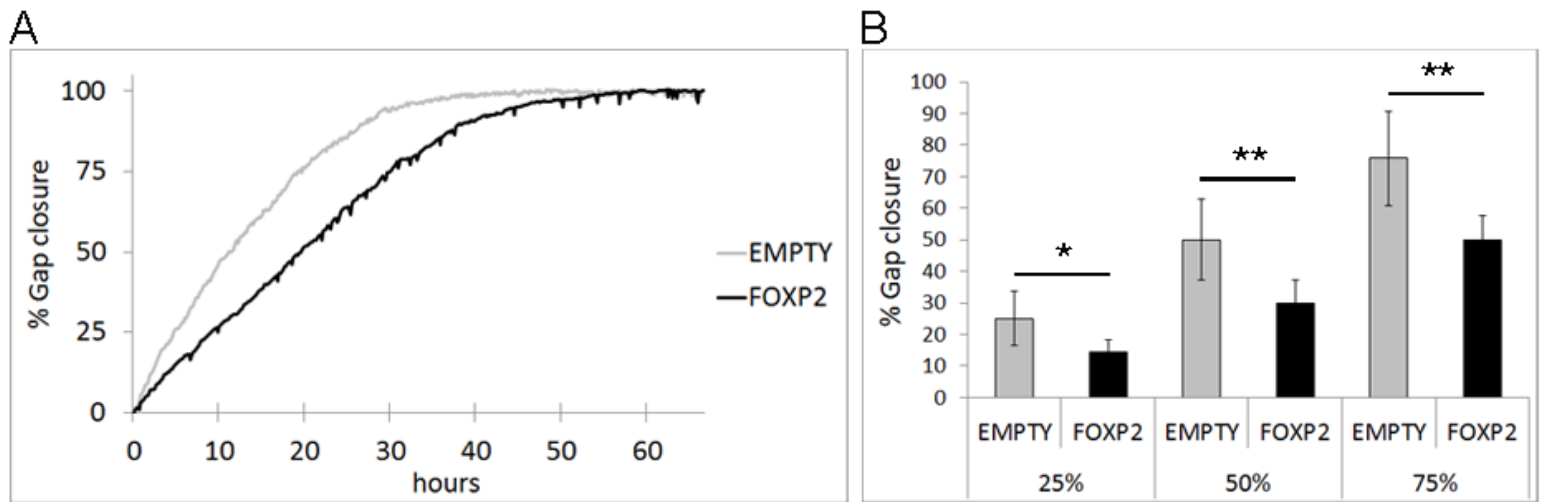 A
% Gap closure
100
75
50
25
0
0 10 20 30 40 50 60
hours
EMPTY
FOXP2
B
% Gap closure
100
90
80
70
60
50
40
30
20
10
0
*
**
**
EMPTY FOXP2 EMPTY FOXP2 EMPTY FOXP2
25% 50% 75%